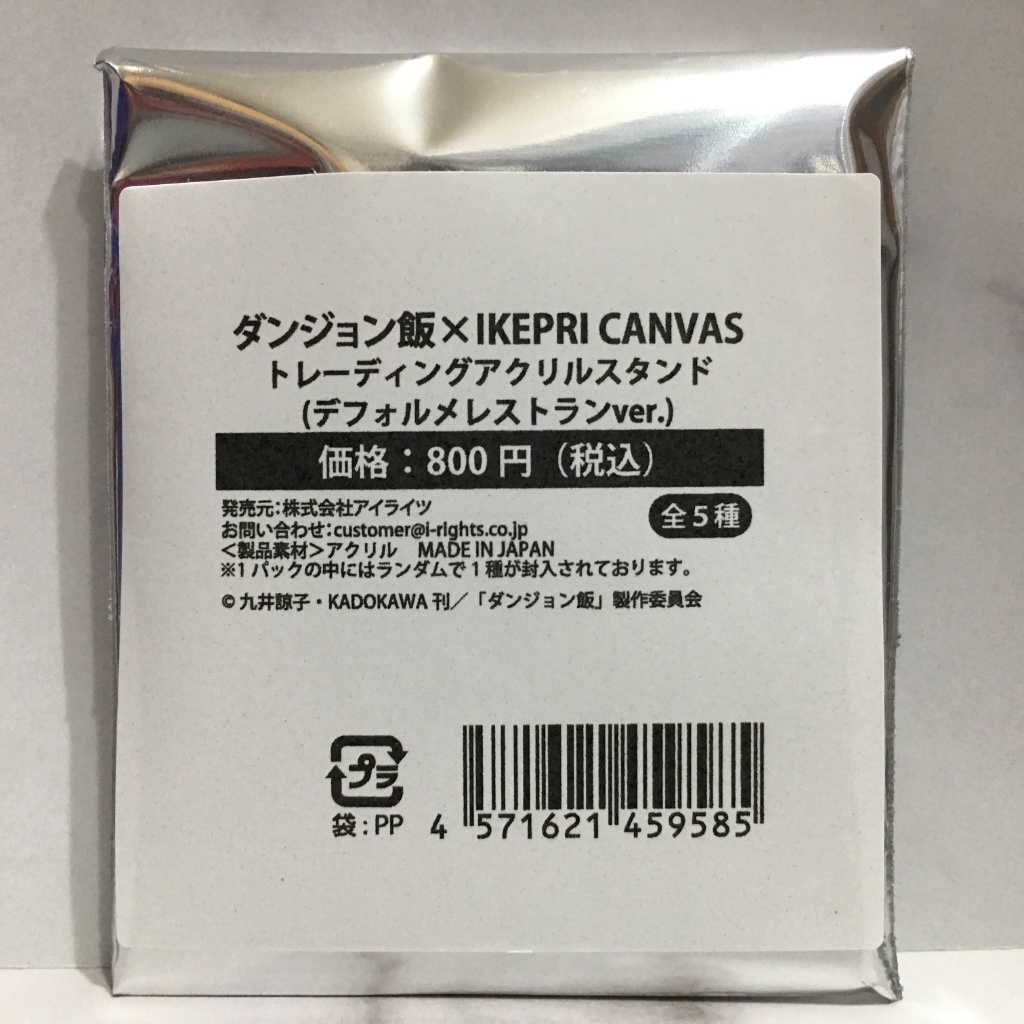 ダンジョン飯×IKEPRI CANVAS
トレーディングアクリルスタンド
(デフォルメレストランver.)
価格：800 円（税込）
発売元：株式会社アイライツ
全5種
お問い合わせ：customer@i-rights.co.jp
＜製品素材＞アクリル　MADE IN JAPAN
※1パックの中にはランダムで1種が封入されております。
©九井諒子・KADOKAWA 刊／「ダンジョン飯」製作委員会
プラ
袋：PP
4 571621 459585